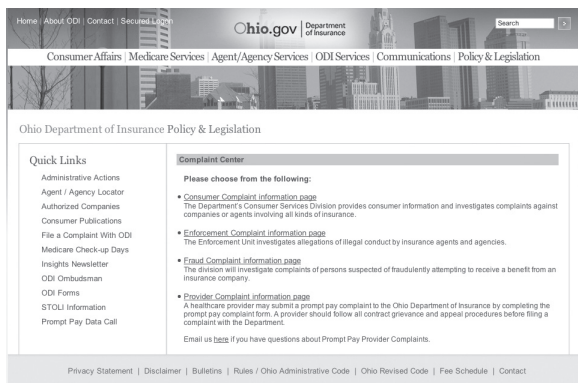 Home | About ODI | Contact | Secured Logon
Ohio.gov | Department of Insurance
Search >
Consumer Affairs | Medicare Services | Agent/Agency Services | ODI Services | Communications | Policy & Legislation
Ohio Department of Insurance Policy & Legislation
Quick Links
Administrative Actions
Agent / Agency Locator
Authorized Companies
Consumer Publications
File a Complaint With ODI
Medicare Check-up Days
Insights Newsletter
ODI Ombudsman
ODI Forms
STOLI Information
Prompt Pay Data Call
Complaint Center
Please choose from the following:
• Consumer Complaint information page
The Department's Consumer Services Division provides consumer information and investigates complaints against
companies or agents involving all kinds of insurance.
• Enforcement Complaint information page
The Enforcement Unit investigates allegations of illegal conduct by insurance agents and agencies.
• Fraud Complaint information page
The division will investigate complaints of persons suspected of fraudulently attempting to receive a benefit from an
insurance company.
• Provider Complaint information page
A healthcare provider may submit a prompt pay complaint to the Ohio Department of Insurance by completing the
prompt pay complaint form. A provider should follow all contract grievance and appeal procedures before filing a
complaint with the Department.
Email us here if you have questions about Prompt Pay Provider Complaints.
Privacy Statement | Disclaimer | Bulletins | Rules / Ohio Administrative Code | Ohio Revised Code | Fee Schedule | Contact